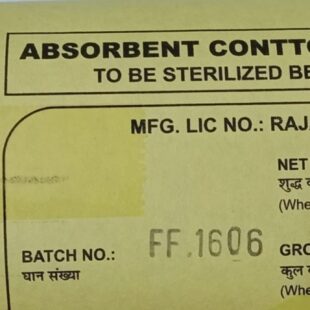 ABSORBENT CONTTO
TO BE STERILIZED BE
MFG. LIC NO.: RAJ
NET
शुद्ध
(Whe
BATCH NO.: FF.1606
घान संख्या
GRO
कुल
(Whe